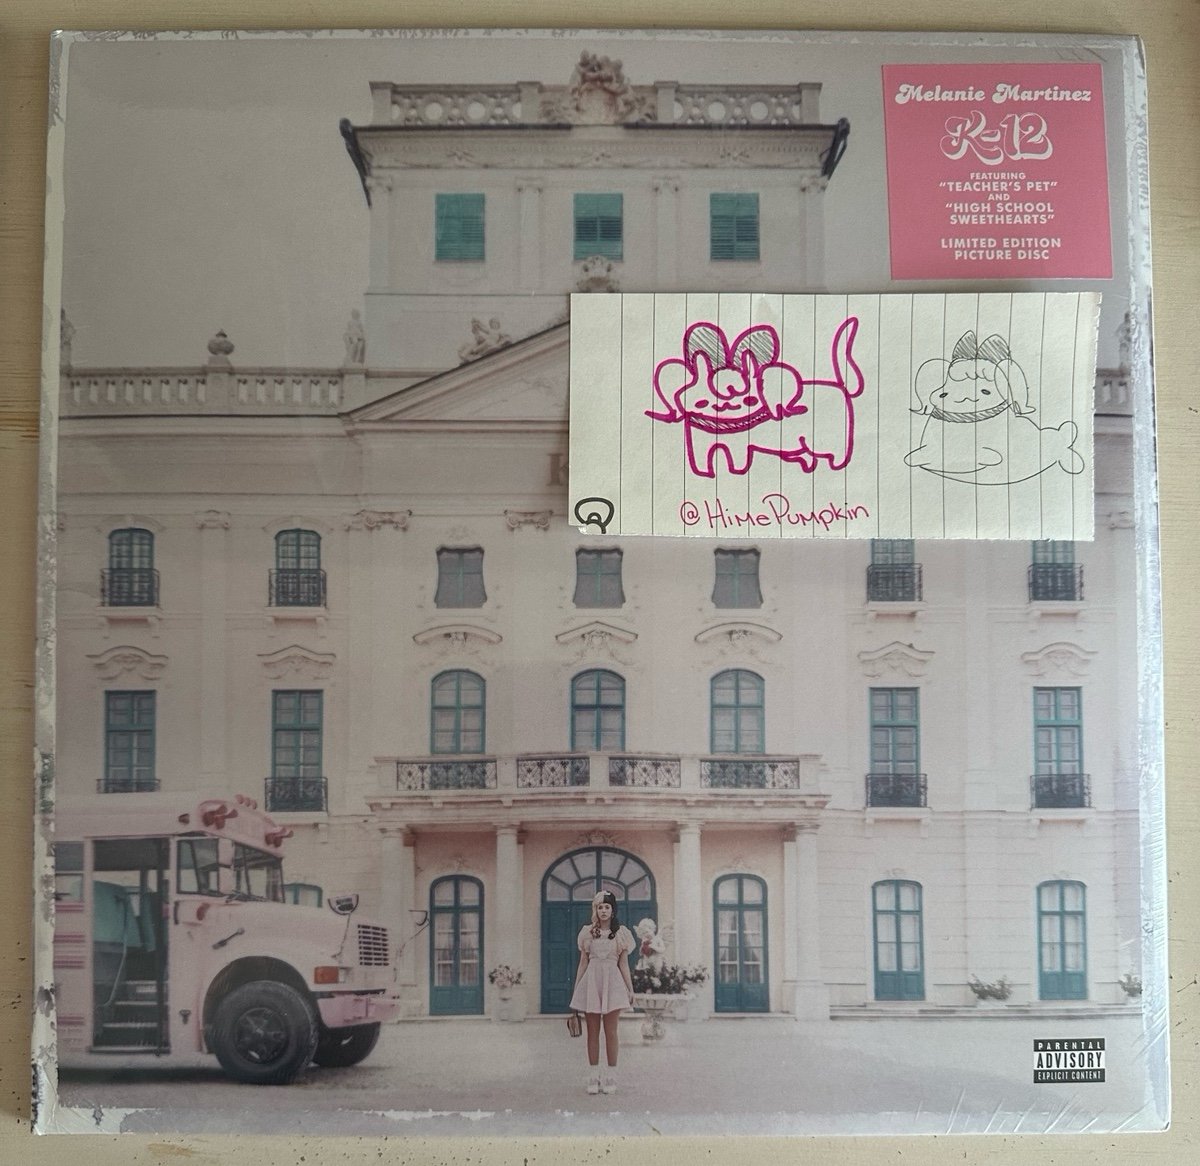 Melanie Martinez
K-12
FEATURING
"TEACHER'S PET"
AND
"HIGH SCHOOL
SWEETHEARTS"
LIMITED EDITION
PICTURE DISC
@HimePumpkin
PARENTAL
ADVISORY
EXPLICIT CONTENT